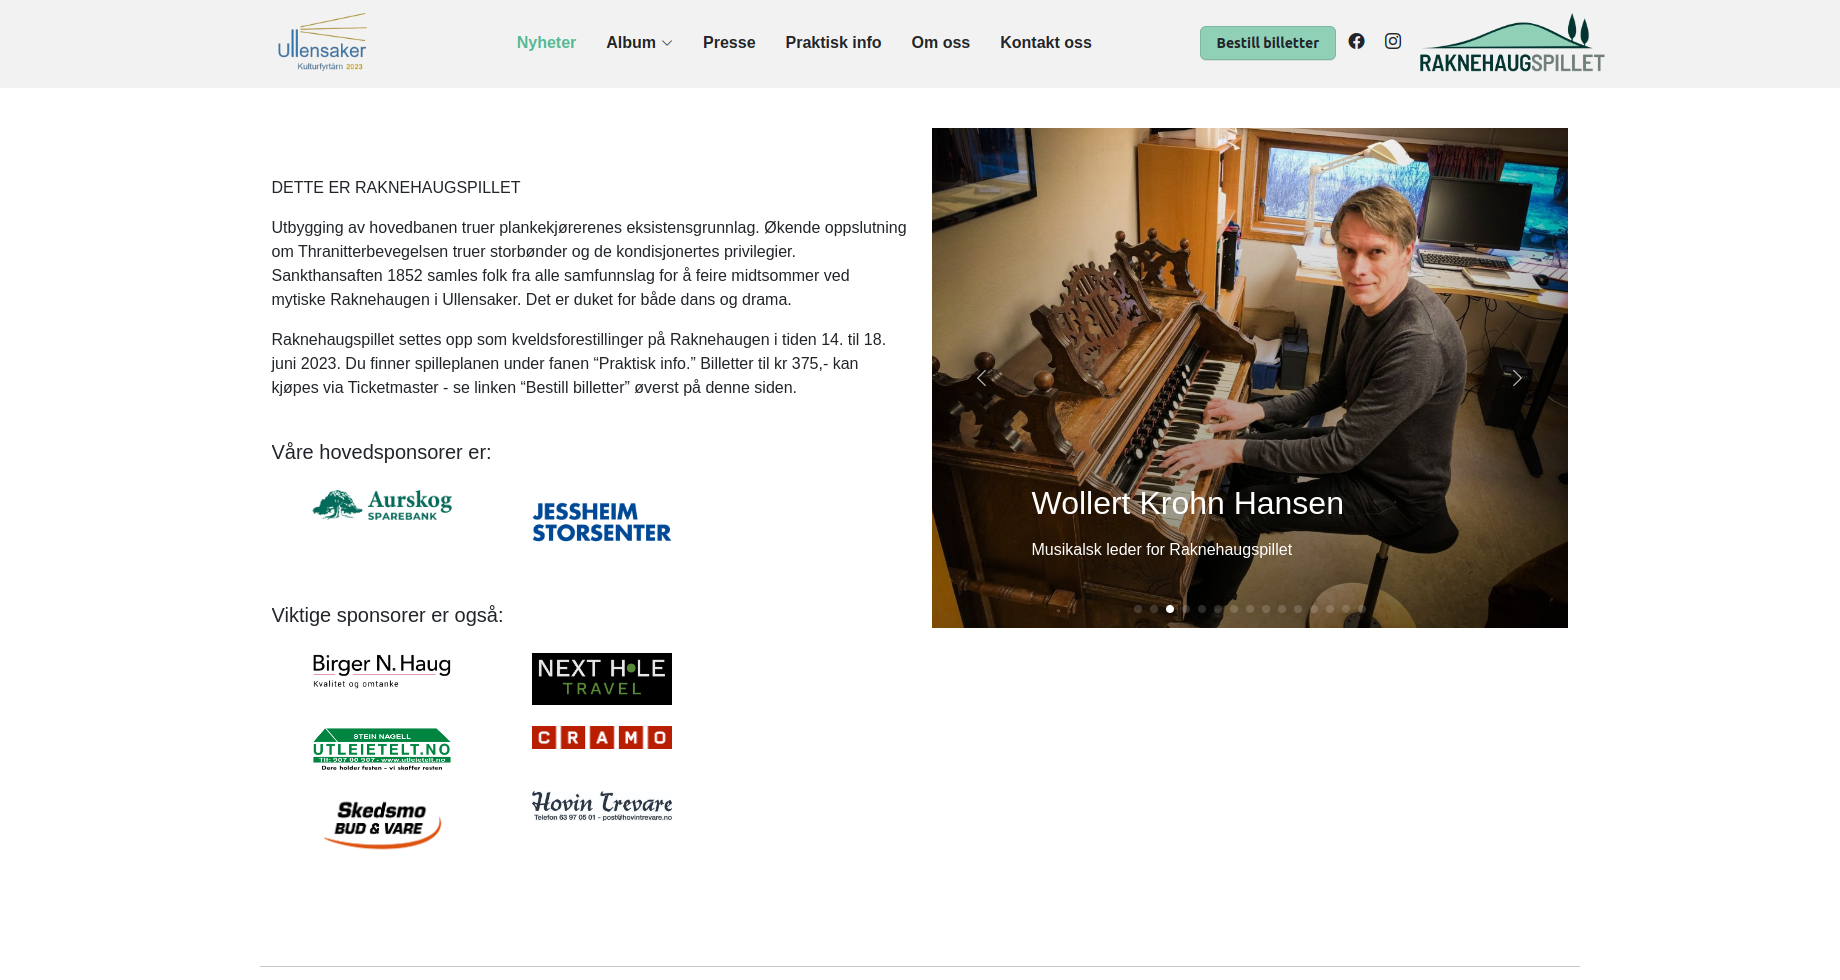 Ullensaker
Kulturfyrtårn 2023
Nyheter
Album
Presse
Praktisk info
Om oss
Kontakt oss
Bestill billetter
RAKNEHAUGSPILLET
DETTE ER RAKNEHAUGSPILLET
Utbygging av hovedbanen truer plankekjørerenes eksistensgrunnlag. Økende oppslutning
om Thranitterbevegelsen truer storbønder og de kondisjonertes privilegier.
Sankthansaften 1852 samles folk fra alle samfunnslag for å feire midtsommer ved
mytiske Raknehaugen i Ullensaker. Det er duket for både dans og drama.
Raknehaugspillet settes opp som kveldsforestillinger på Raknehaugen i tiden 14. til 18.
juni 2023. Du finner spilleplanen under fanen “Praktisk info.” Billetter til kr 375,- kan
kjøpes via Ticketmaster - se linken “Bestill billetter” øverst på denne siden.
Våre hovedsponsorer er:
Aurskog
SPAREBANK
JESSHEIM
STORSENTER
Viktige sponsorer er også:
Birger N. Haug
Kvalitet og omtanke
NEXT HOLE
TRAVEL
STEIN NAGELL
UTLEIETELT.NO
Tlf: 907 00 907 - www.utleietelt.no
Dere holder festen – vi skaffer resten
CRAMO
Skedsmo
BUD & VARE
Hovin Trevare
Telefon 63 97 05 01 – post@hovintrevare.no
Wollert Krohn Hansen
Musikalsk leder for Raknehaugspillet